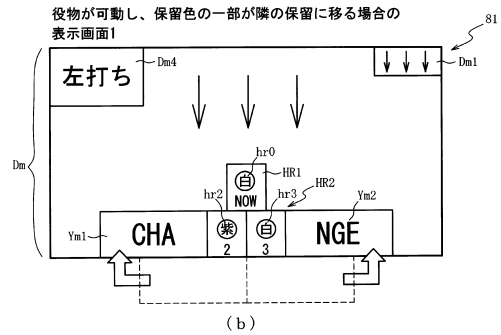 役物が可動し、保留色の一部が隣の保留に移る場合の
表示画面1
81
左打ち
Dm4
Dm1
Dm
hr0
白
NOW
HR1
hr2
hr3
HR2
Ym1
CHA
紫
2
白
3
NGE
Ym2
(b)